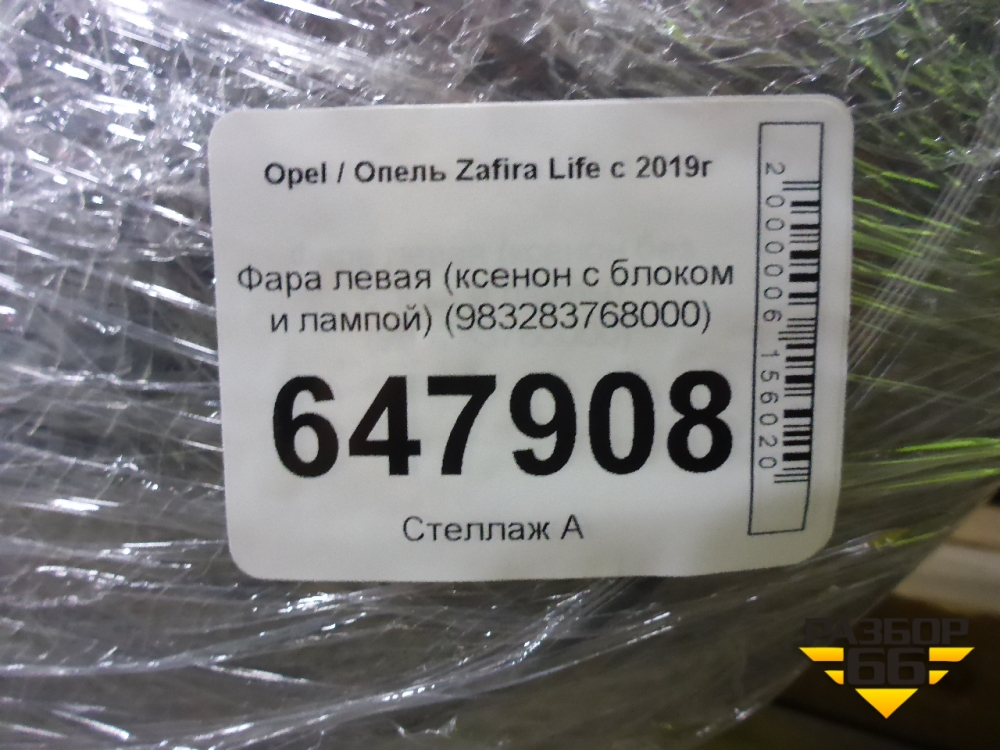 Opel / Опель Zafira Life с 2019г
Фара левая (ксенон с блоком
и лампой) (983283768000)
647908
Стеллаж А
2000006156020
РАЗБОР
66